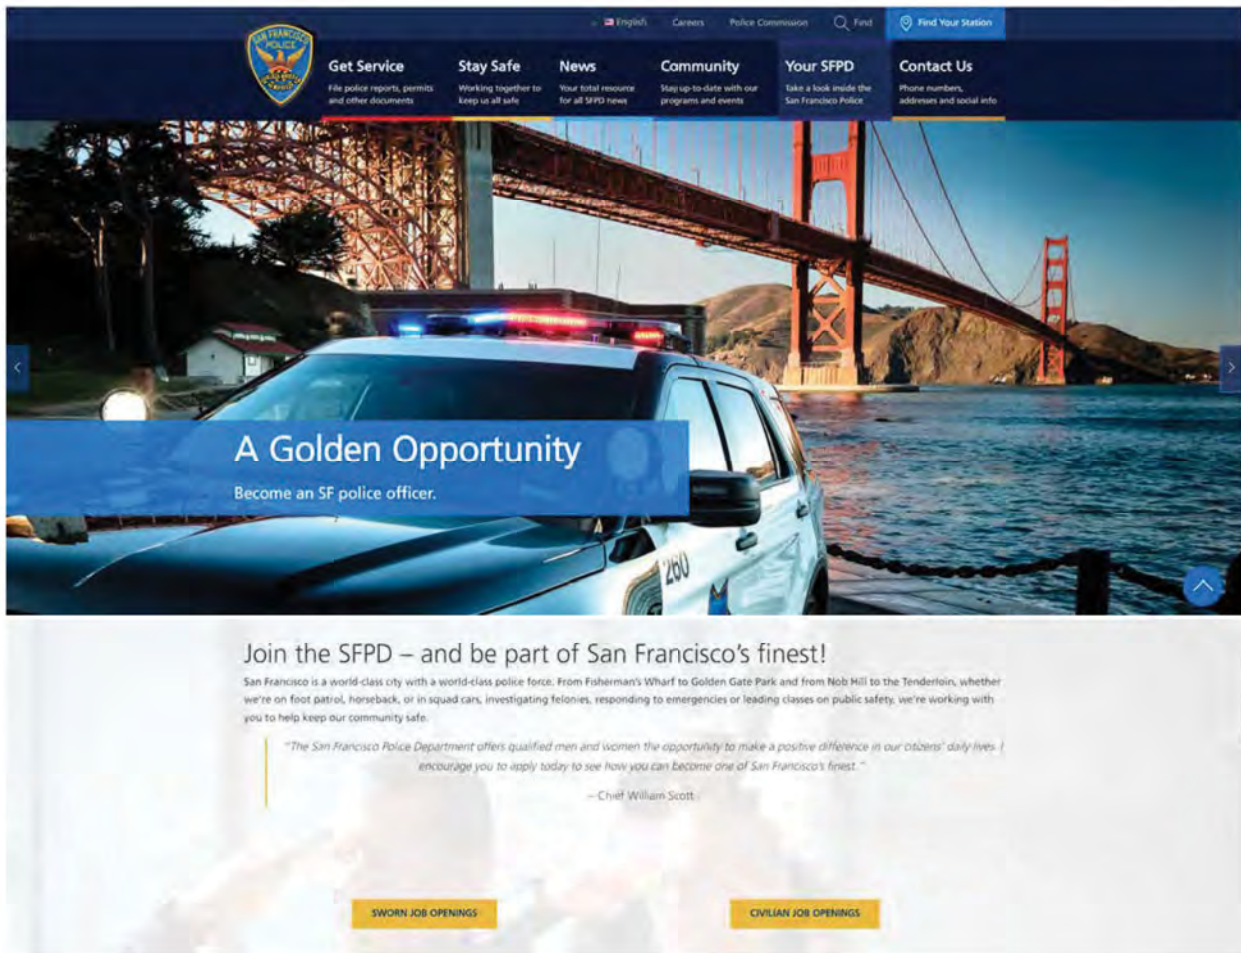 English Careers Police Commission Find Find Your Station
SAN FRANCISCO
POLICE
Get Service Stay Safe News Community Your SFPD Contact Us
File police reports, permits Working together to Your total resource Stay up-to-date with our Take a look inside the Phone numbers,
and other documents keep us all safe for all SFPD news programs and events San Francisco Police addresses and social info
A Golden Opportunity
Become an SF police officer.
260
Join the SFPD – and be part of San Francisco's finest!
San Francisco is a world-class city with a world-class police force. From Fisherman's Wharf to Golden Gate Park and from Nob Hill to the Tenderloin, whether
we're on foot patrol, horseback, or in squad cars, investigating felonies, responding to emergencies or leading classes on public safety, we're working with
you to help keep our community safe.
"The San Francisco Police Department offers qualified men and women the opportunity to make a positive difference in our citizens' daily lives. I
encourage you to apply today to see how you can become one of San Francisco's finest."
– Chief William Scott
SWORN JOB OPENINGS CIVILIAN JOB OPENINGS